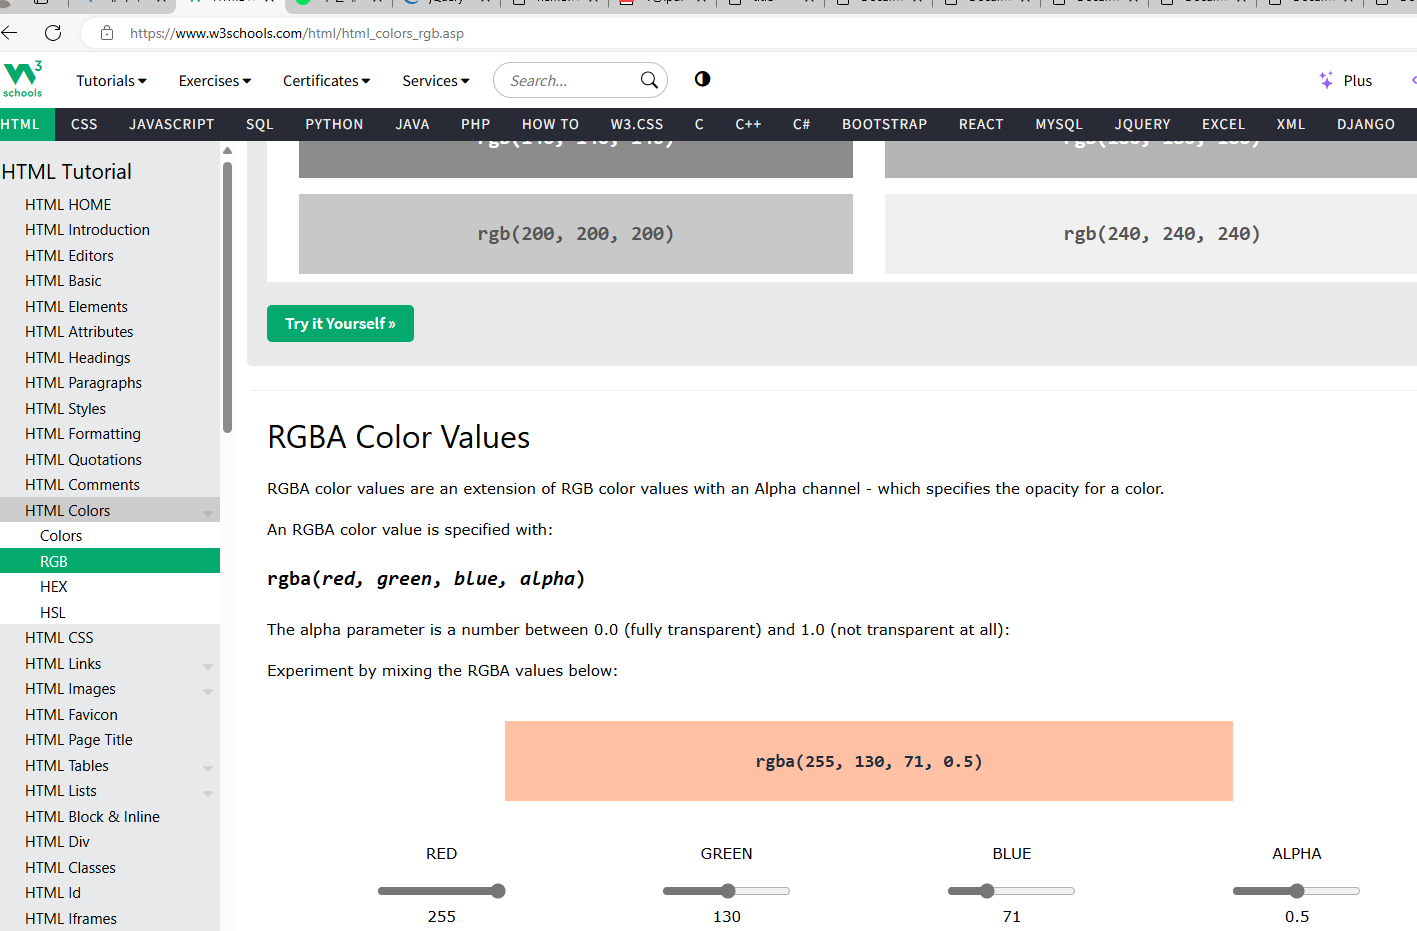 https://www.w3schools.com/html/html_colors_rgb.asp
3
schools
Tutorials
Exercises
Certificates
Services
Search...
Plus
HTML CSS JAVASCRIPT SQL PYTHON JAVA PHP HOW TO W3.CSS C C++ C# BOOTSTRAP REACT MYSQL JQUERY EXCEL XML DJANGO
HTML Tutorial
HTML HOME
HTML Introduction
HTML Editors
HTML Basic
HTML Elements
HTML Attributes
HTML Headings
HTML Paragraphs
HTML Styles
HTML Formatting
HTML Quotations
HTML Comments
HTML Colors
Colors
RGB
HEX
HSL
HTML CSS
HTML Links
HTML Images
HTML Favicon
HTML Page Title
HTML Tables
HTML Lists
HTML Block & Inline
HTML Div
HTML Classes
HTML Id
HTML Iframes
rgb(200, 200, 200)
rgb(240, 240, 240)
Try it Yourself »
RGBA Color Values
RGBA color values are an extension of RGB color values with an Alpha channel - which specifies the opacity for a color.
An RGBA color value is specified with:
rgba(red, green, blue, alpha)
The alpha parameter is a number between 0.0 (fully transparent) and 1.0 (not transparent at all):
Experiment by mixing the RGBA values below:
rgba(255, 130, 71, 0.5)
RED GREEN BLUE ALPHA
255 130 71 0.5